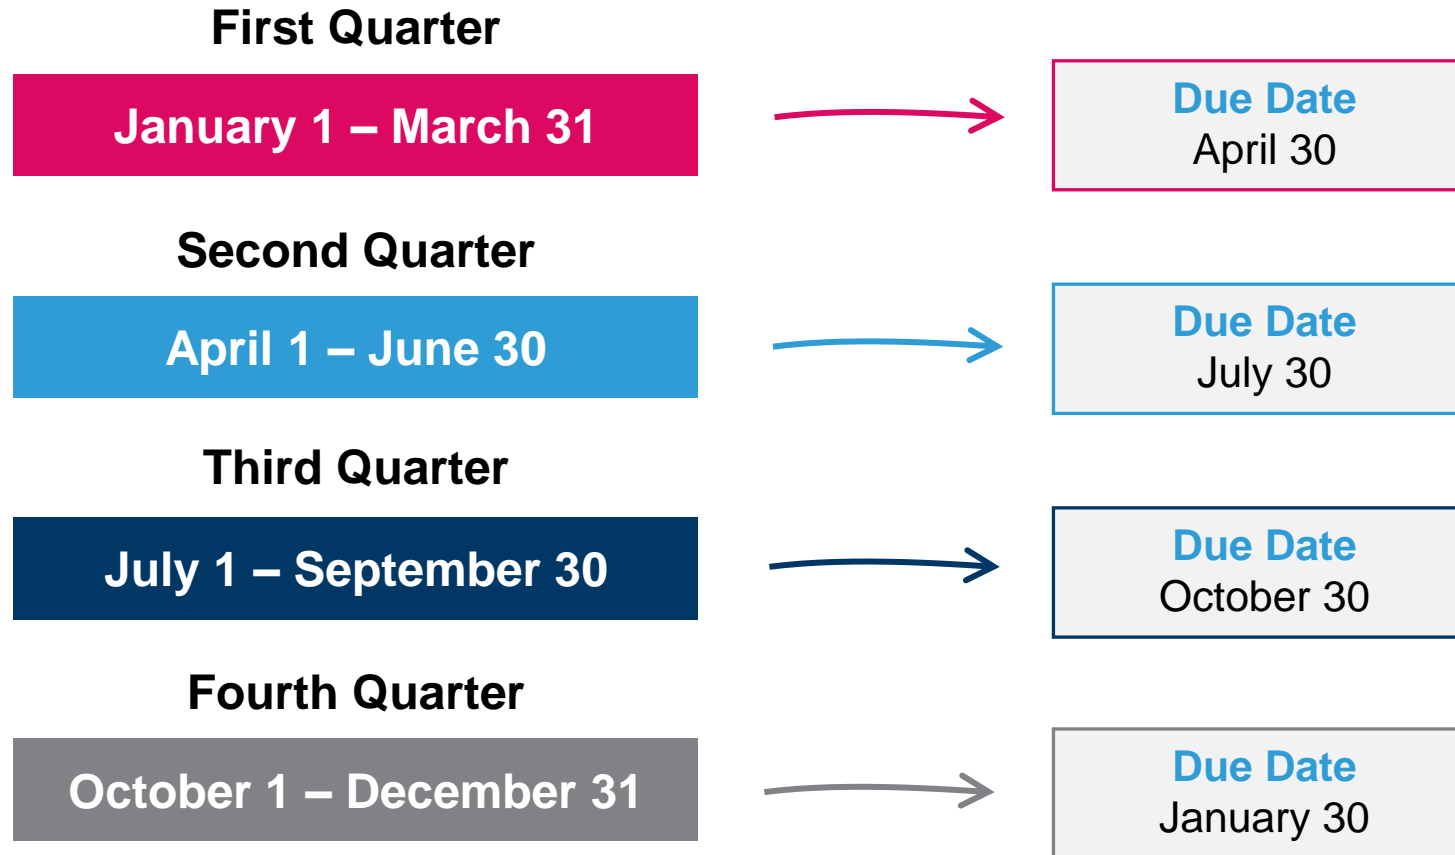 First Quarter
January 1 – March 31
Due Date
April 30
Second Quarter
April 1 – June 30
Due Date
July 30
Third Quarter
July 1 – September 30
Due Date
October 30
Fourth Quarter
October 1 – December 31
Due Date
January 30